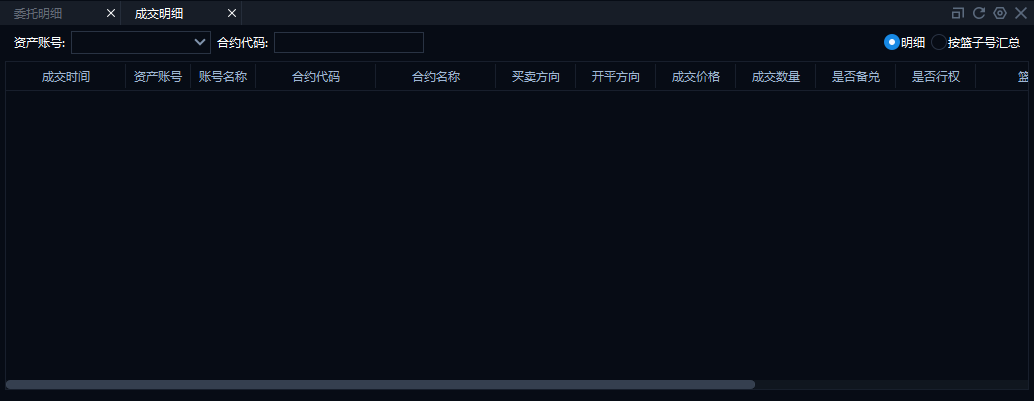 委托明细 成交明细
资产账号: 合约代码: 明细 按篮子号汇总
成交时间 资产账号 账号名称 合约代码 合约名称 买卖方向 开平方向 成交价格 成交数量 是否备兑 是否行权 篮